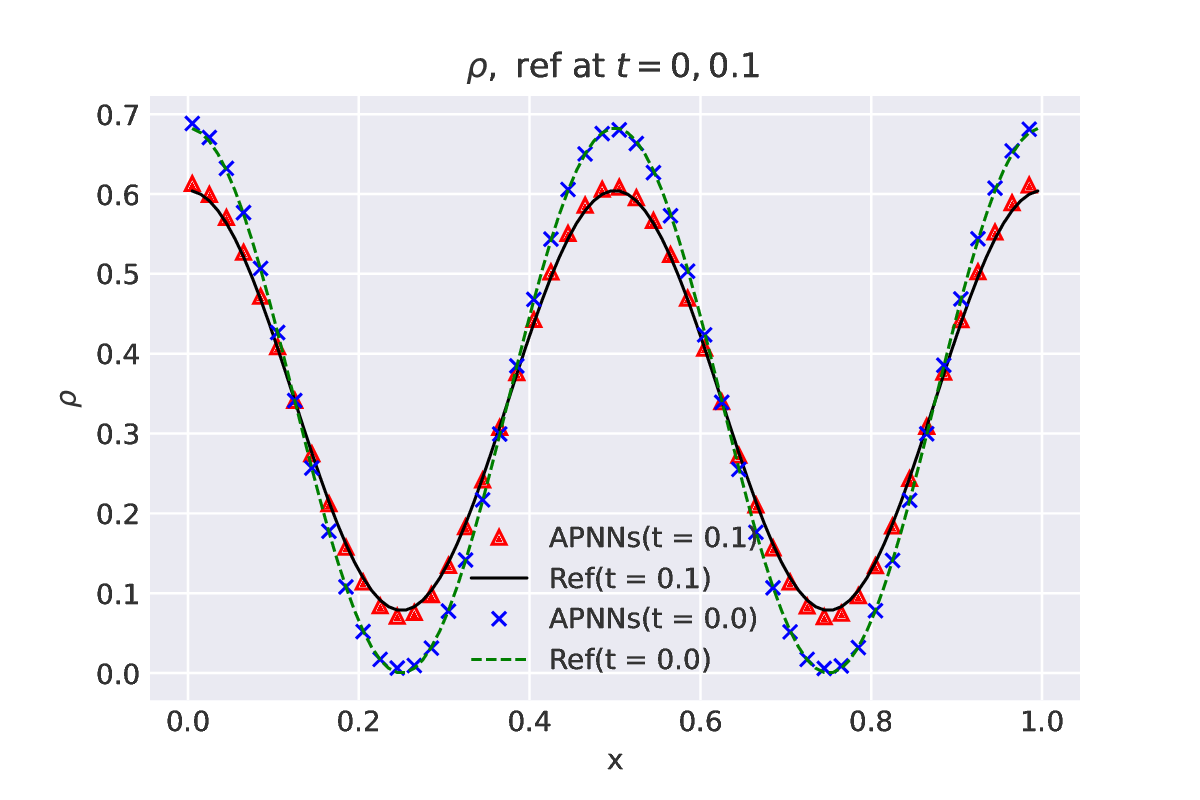 ρ, ref at t = 0, 0.1
0.7
0.6
0.5
0.4
0.3
0.2
0.1
0.0
ρ
APNNs(t = 0.1)
Ref(t = 0.1)
APNNs(t = 0.0)
Ref(t = 0.0)
0.0 0.2 0.4 0.6 0.8 1.0
x